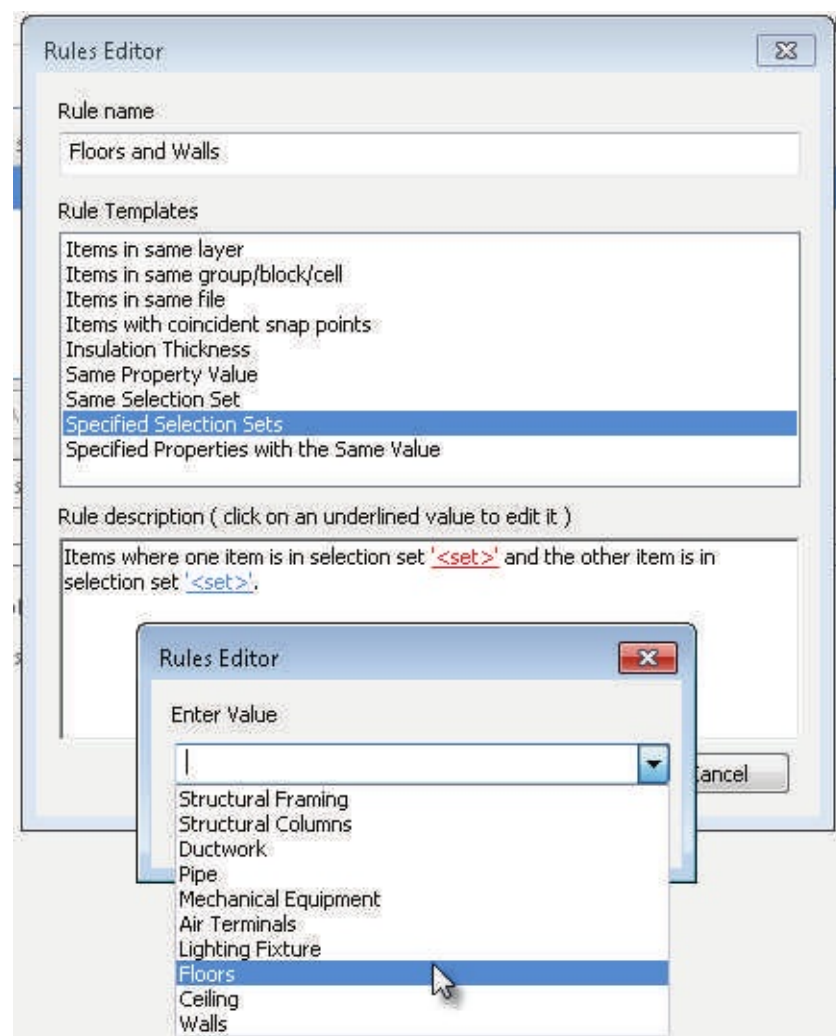 Rules Editor
Rule name
Floors and Walls
Rule Templates
Items in same layer
Items in same group/block/cell
Items in same file
Items with coincident snap points
Insulation Thickness
Same Property Value
Same Selection Set
Specified Selection Sets
Specified Properties with the Same Value
Rule description ( click on an underlined value to edit it )
Items where one item is in selection set '<set>' and the other item is in
selection set '<set>'.
Rules Editor
Enter Value
Structural Framing
Structural Columns
Ductwork
Pipe
Mechanical Equipment
Air Terminals
Lighting Fixture
Floors
Ceiling
Walls